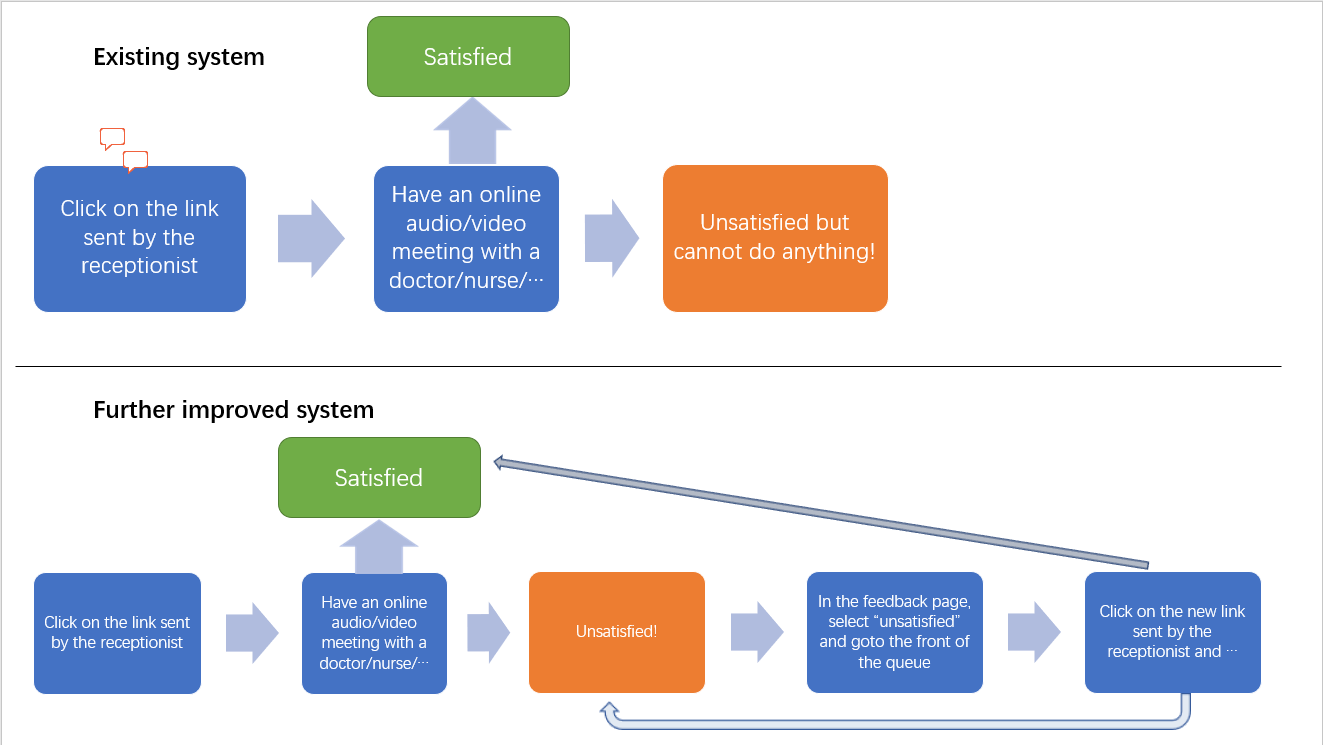 Existing system
Satisfied
Click on the link
sent by the
receptionist
Have an online
audio/video
meeting with a
doctor/nurse/···
Unsatisfied but
cannot do anything!
Further improved system
Satisfied
Click on the link sent
by the receptionist
Have an online
audio/video
meeting with a
doctor/nurse/···
Unsatisfied!
In the feedback page,
select “unsatisfied”
and goto the front of
the queue
Click on the new link
sent by the
receptionist and ···